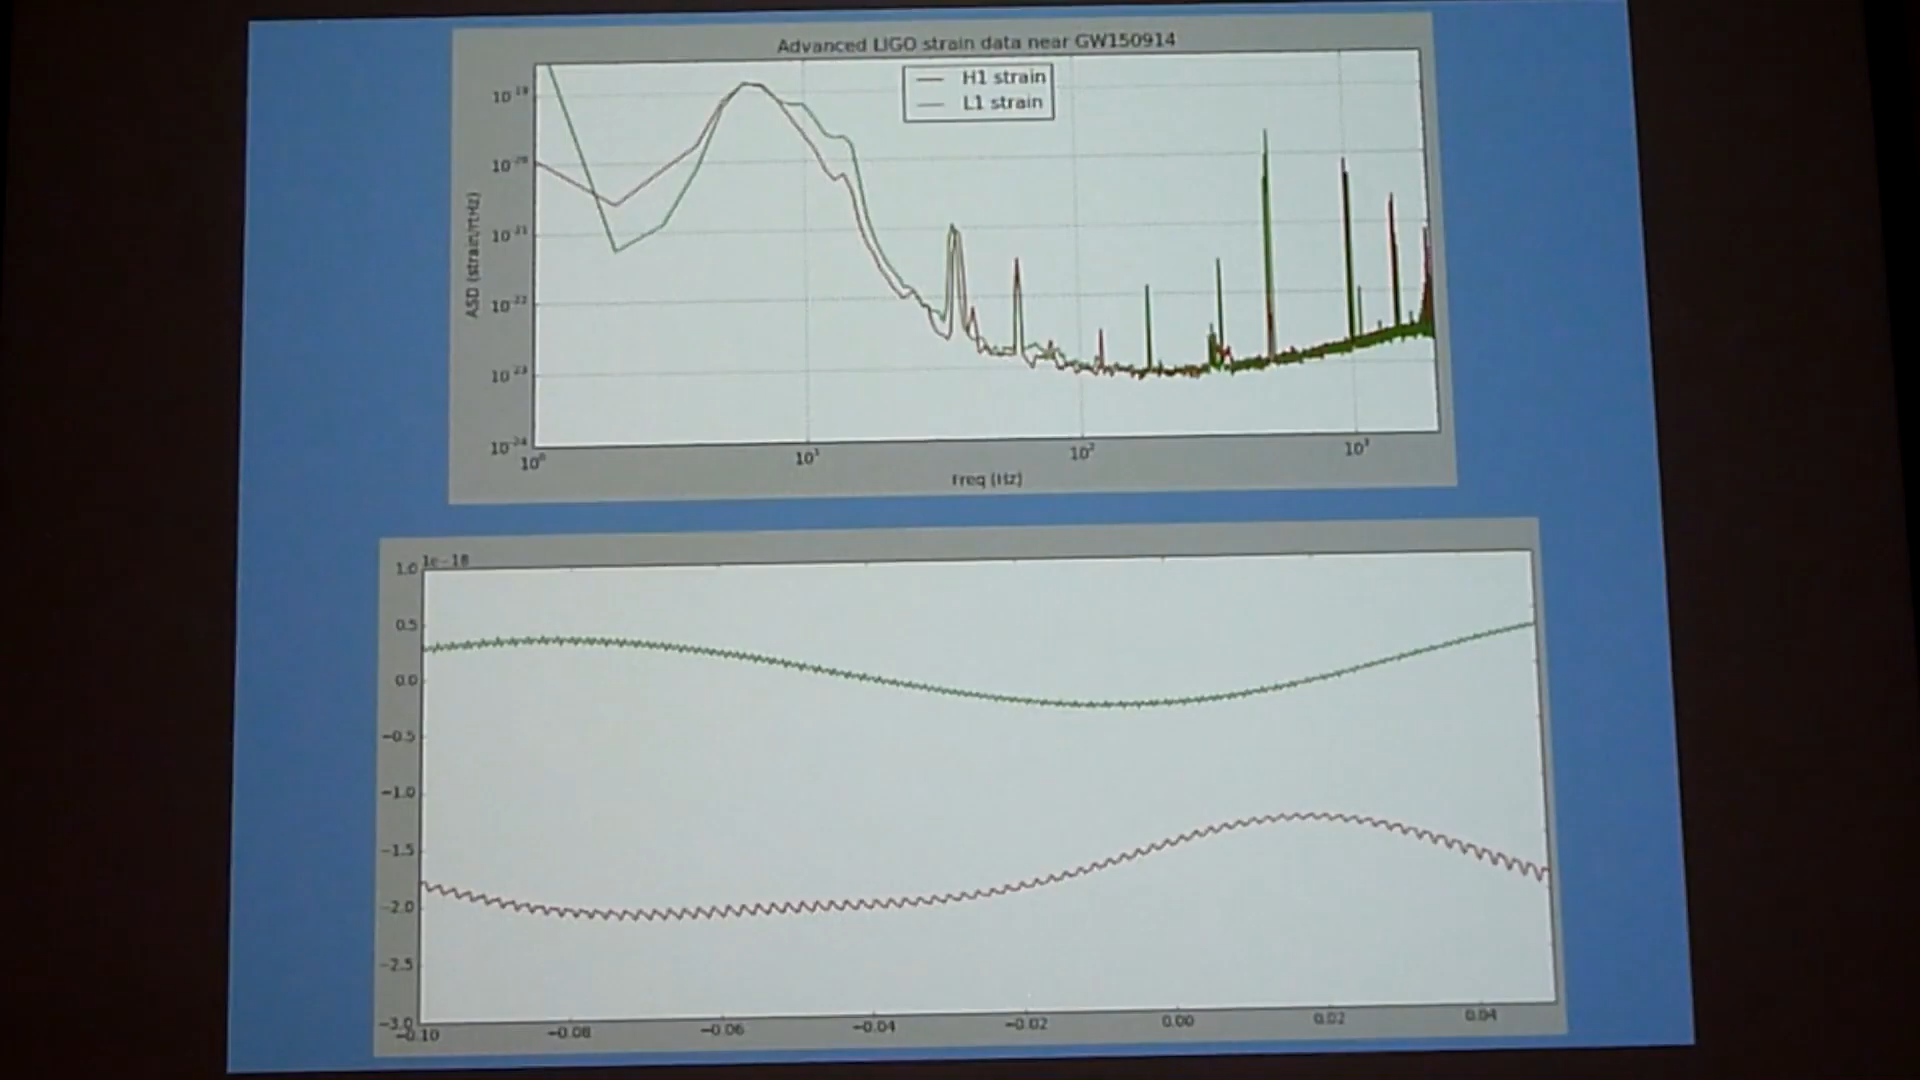 Advanced LIGO strain data near GW150914
H1 strain
L1 strain
10^-19
10^-20
10^-21
10^-22
10^-23
10^-24
ASD (strain/rtHz)
10^0 10^1 10^2 10^3
Freq (Hz)
1e-18
1.0
0.5
0.0
−0.5
−1.0
−1.5
−2.0
−2.5
−3.0
−0.10 −0.08 −0.06 −0.04 −0.02 0.00 0.02 0.04